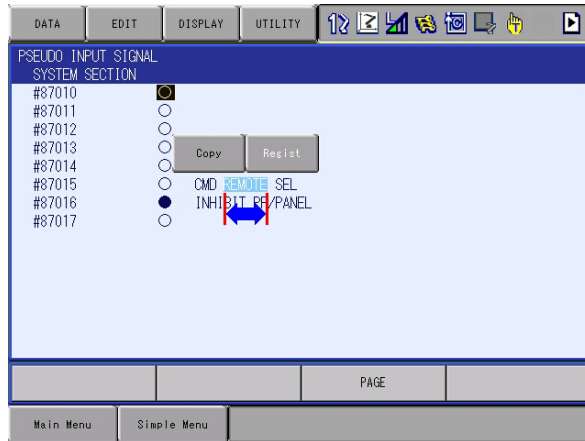 DATA EDIT DISPLAY UTILITY
PSEUDO INPUT SIGNAL
SYSTEM SECTION
#87010
#87011
#87012
#87013
#87014
Copy Regist
#87015 CMD REMOTE SEL
#87016 INHIBIT PP/PANEL
#87017
PAGE
Main Menu Simple Menu